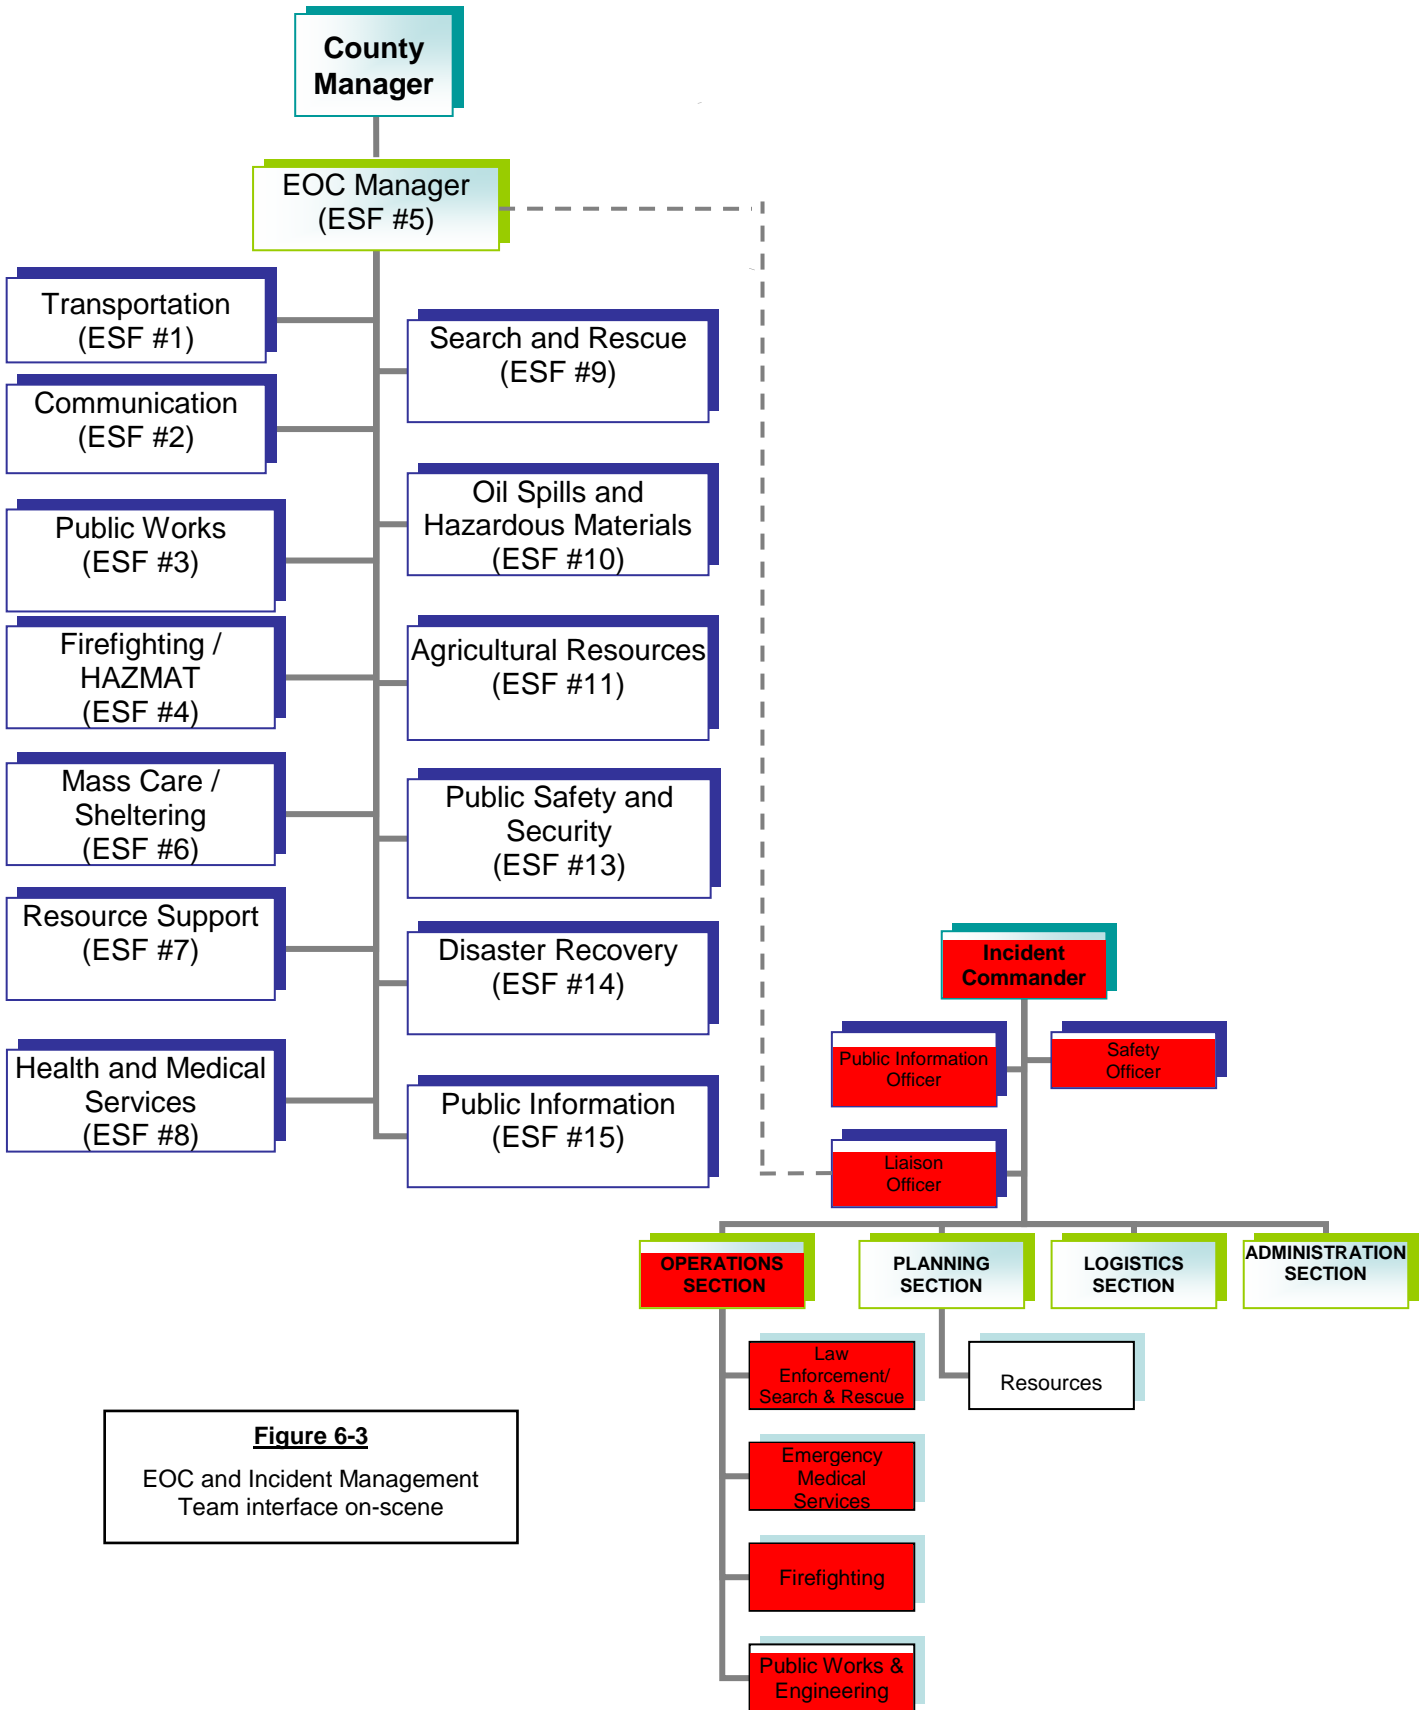 County
Manager
EOC Manager
(ESF #5)
Transportation
(ESF #1)
Communication
(ESF #2)
Public Works
(ESF #3)
Firefighting /
HAZMAT
(ESF #4)
Mass Care /
Sheltering
(ESF #6)
Resource Support
(ESF #7)
Health and Medical
Services
(ESF #8)
Search and Rescue
(ESF #9)
Oil Spills and
Hazardous Materials
(ESF #10)
Agricultural Resources
(ESF #11)
Public Safety and
Security
(ESF #13)
Disaster Recovery
(ESF #14)
Public Information
(ESF #15)
Incident
Commander
Public Information
Officer
Safety
Officer
Liaison
Officer
OPERATIONS
SECTION
PLANNING
SECTION
LOGISTICS
SECTION
ADMINISTRATION
SECTION
Law
Enforcement/
Search & Rescue
Emergency
Medical
Services
Firefighting
Public Works &
Engineering
Resources
Figure 6-3
EOC and Incident Management
Team interface on-scene